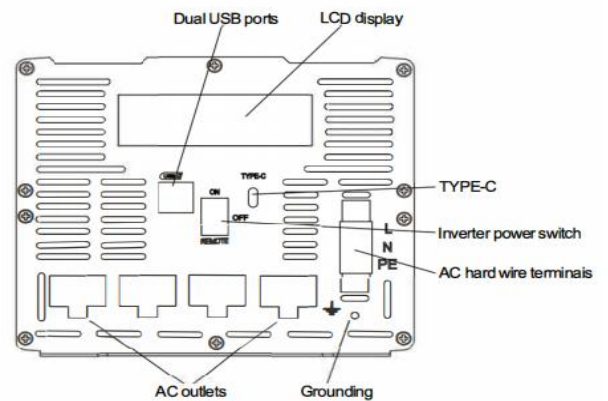 Dual USB ports
LCD display
TYPE-C
TYPE-C
ON
OFF
REMOTE
Inverter power switch
L
N
PE
AC hard wire terminais
AC outlets
Grounding